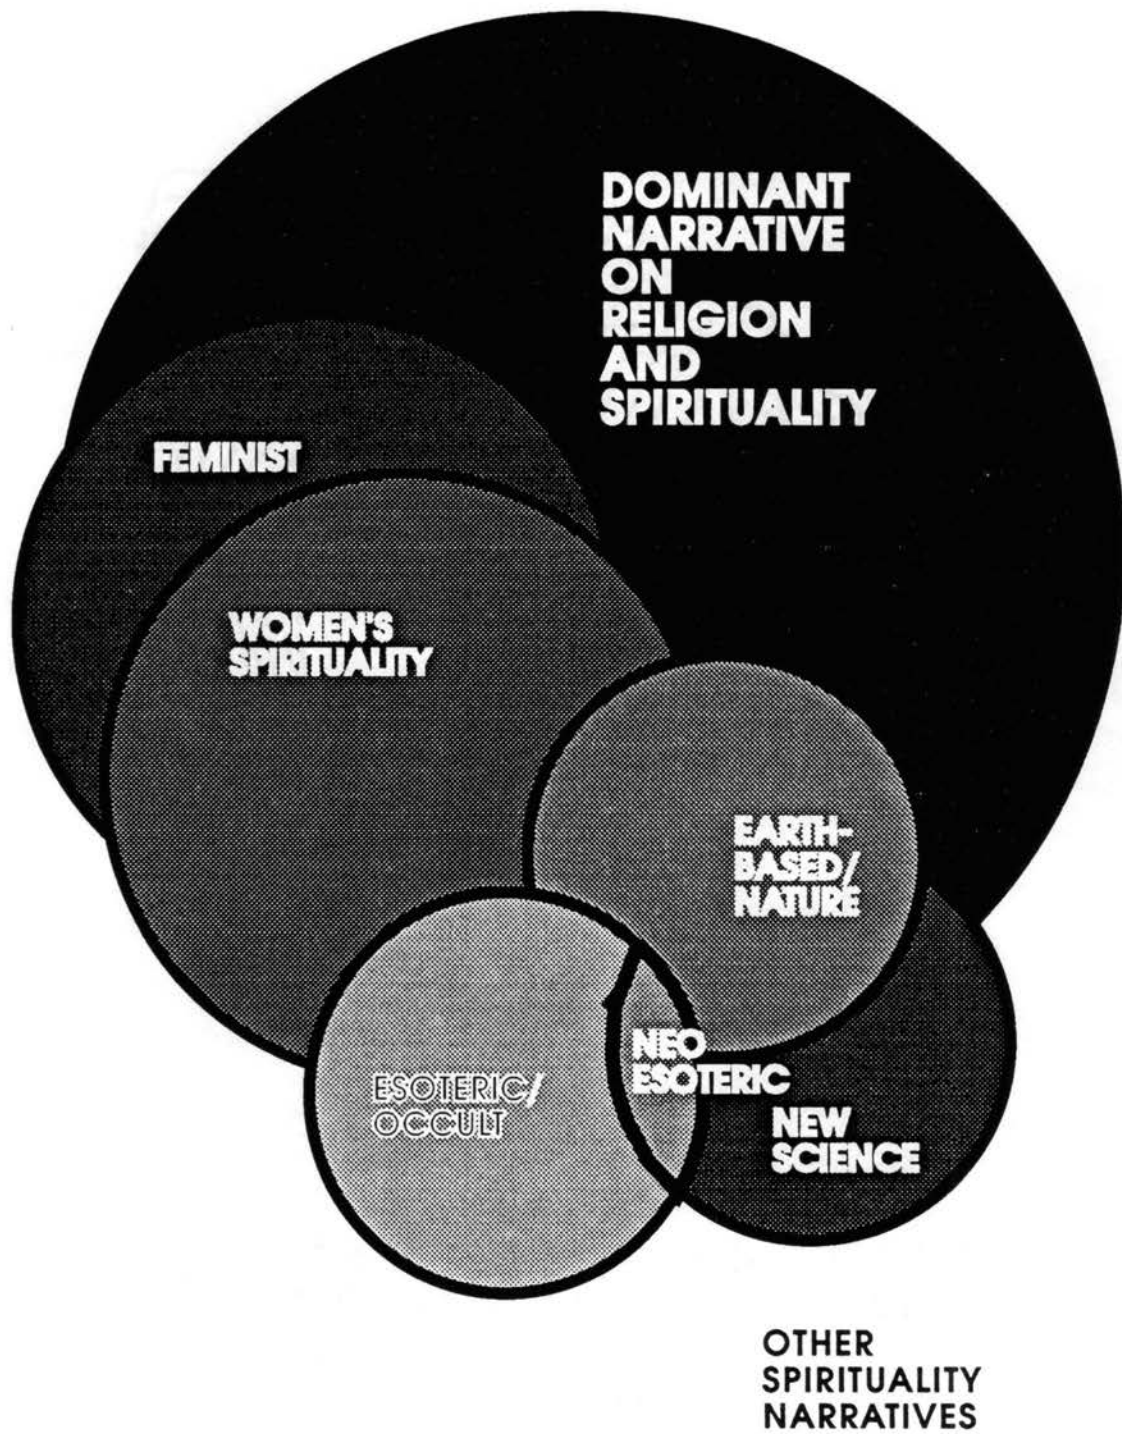 DOMINANT
NARRATIVE
ON
RELIGION
AND
SPIRITUALITY
FEMINIST
WOMEN'S
SPIRITUALITY
EARTH-
BASED/
NATURE
NEO
ESOTERIC
ESOTERIC/
OCCULT
NEW
SCIENCE
OTHER
SPIRITUALITY
NARRATIVES